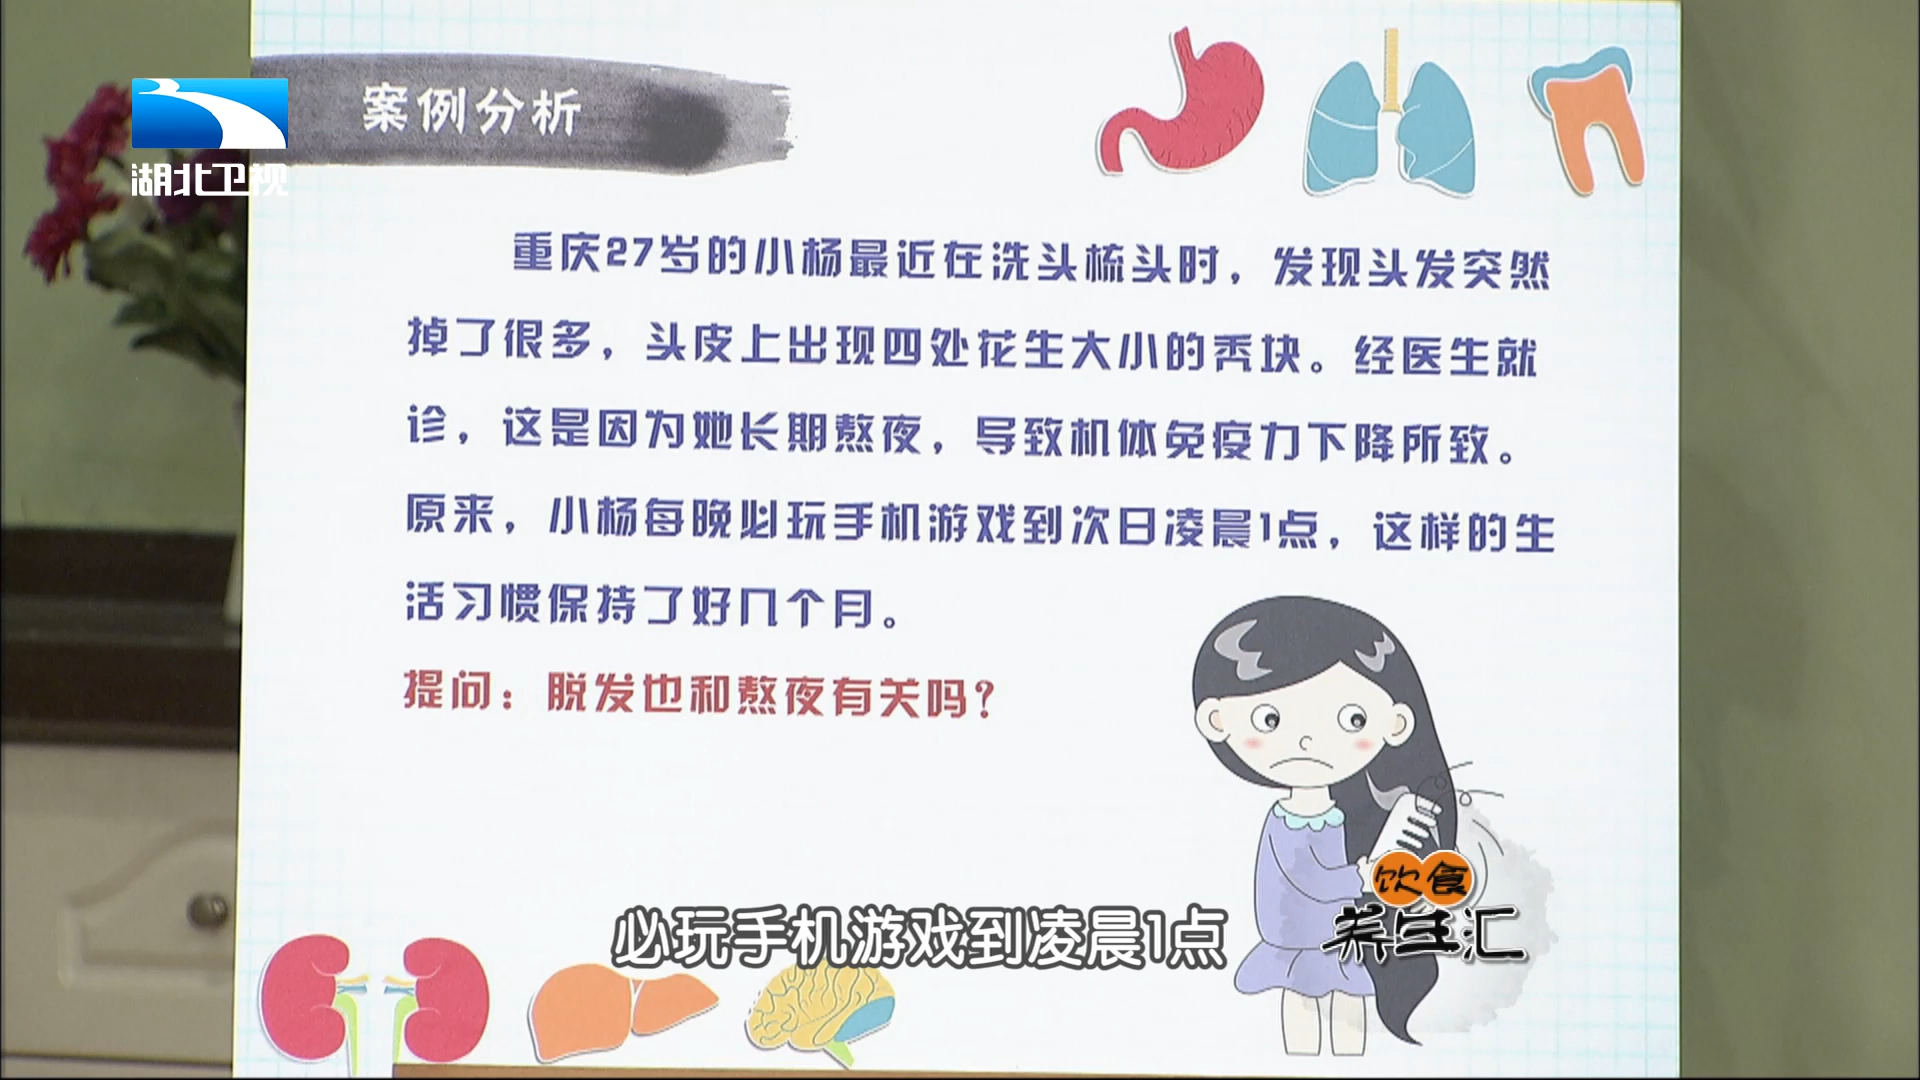 案例分析
湖北卫视
重庆27岁的小杨最近在洗头梳头时，发现头发突然
掉了很多，头皮上出现四处花生大小的秃块。经医生就
诊，这是因为她长期熬夜，导致机体免疫力下降所致。
原来，小杨每晚必玩手机游戏到次日凌晨1点，这样的生
活习惯保持了好几个月。
提问：脱发也和熬夜有关吗？
饮食
养生汇
必玩手机游戏到凌晨1点